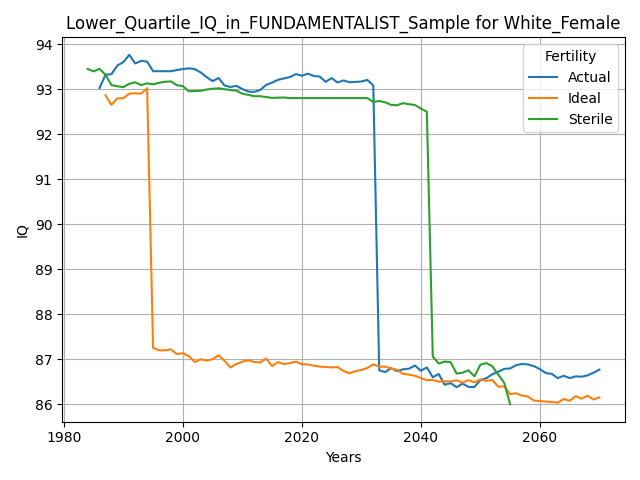 Lower_Quartile_IQ_in_FUNDAMENTALIST_Sample for White_Female
Fertility
Actual
Ideal
Sterile
IQ
94
93
92
91
90
89
88
87
86
1980
2000
2020
2040
2060
Years